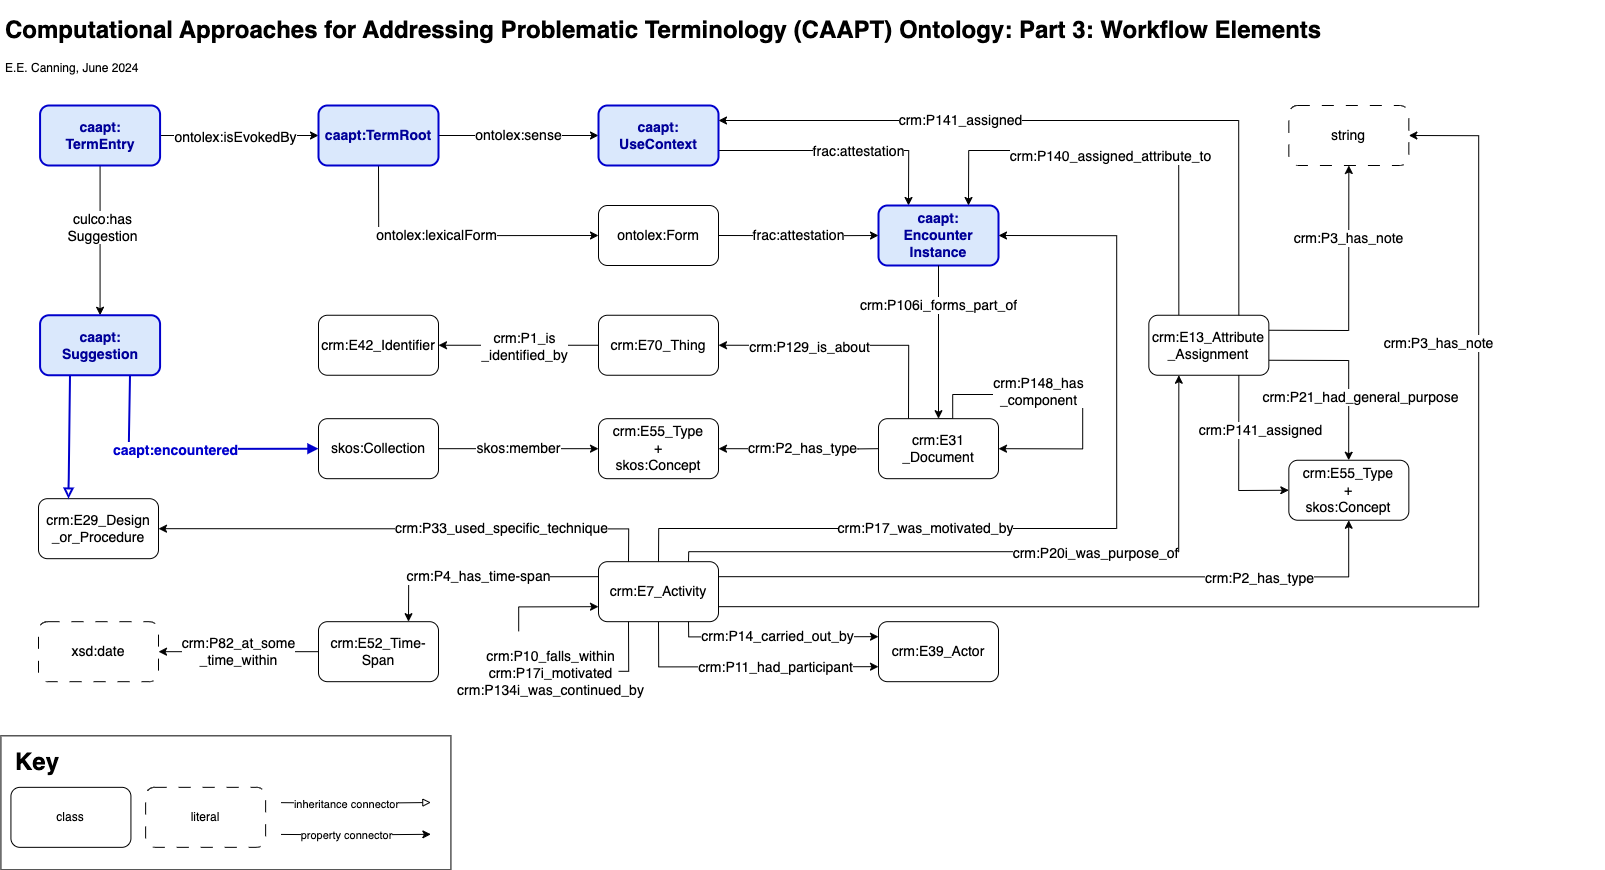 Computational Approaches for Addressing Problematic Terminology (CAAPT) Ontology: Part 3: Workflow Elements
E.E. Canning, June 2024
caapt:
TermEntry
ontolex:isEvokedBy
caapt:TermRoot
ontolex:sense
caapt:
UseContext
crm:P141_assigned
string
frac:attestation
crm:P140_assigned_attribute_to
culco:has
Suggestion
ontolex:lexicalForm
ontolex:Form
frac:attestation
caapt:
Encounter
Instance
crm:P3_has_note
crm:P106i_forms_part_of
caapt:
Suggestion
crm:E42_Identifier
crm:P1_is
_identified_by
crm:E70_Thing
crm:P129_is_about
crm:E13_Attribute
_Assignment
crm:P3_has_note
crm:P148_has
_component
crm:P21_had_general_purpose
crm:P141_assigned
caapt:encountered
skos:Collection
skos:member
crm:E55_Type
+
skos:Concept
crm:P2_has_type
crm:E31
_Document
crm:E55_Type
+
skos:Concept
crm:E29_Design
_or_Procedure
crm:P33_used_specific_technique
crm:P17_was_motivated_by
crm:P20i_was_purpose_of
crm:P4_has_time-span
crm:E7_Activity
crm:P2_has_type
xsd:date
crm:P82_at_some
_time_within
crm:E52_Time-
Span
crm:P10_falls_within
crm:P17i_motivated
crm:P134i_was_continued_by
crm:P14_carried_out_by
crm:P11_had_participant
crm:E39_Actor
Key
class
literal
inheritance connector
property connector